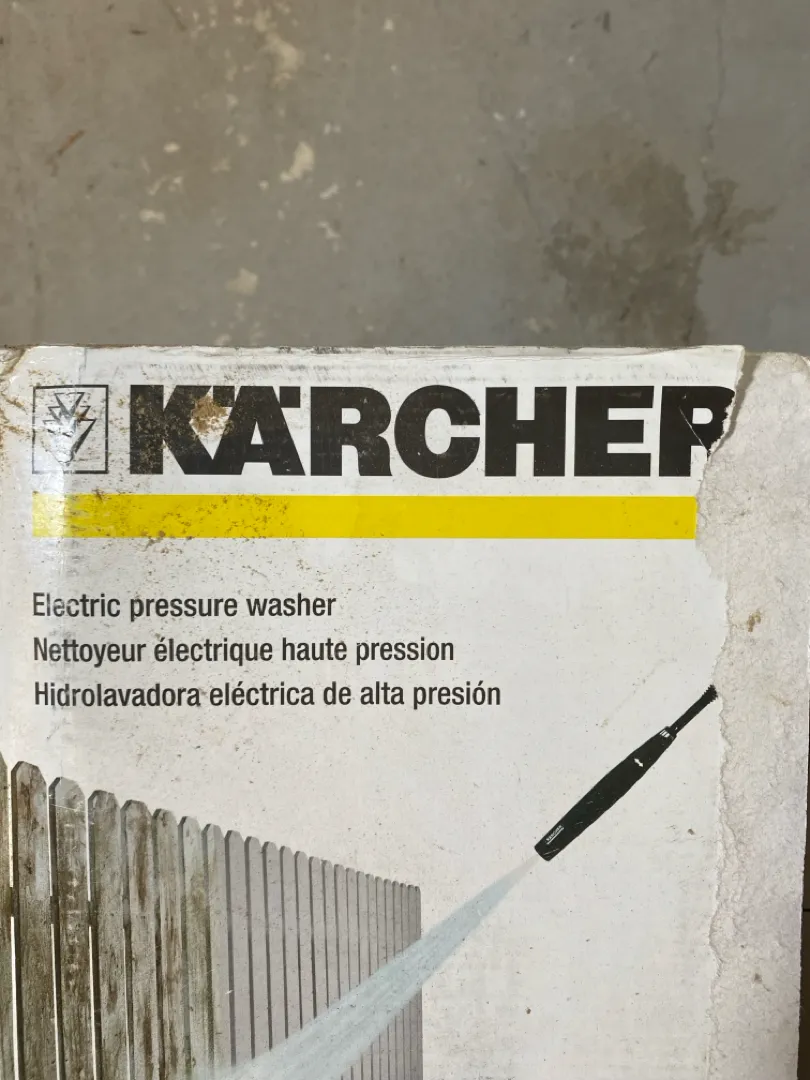 KÄRCHER
Electric pressure washer
Nettoyeur électrique haute pression
Hidrolavadora eléctrica de alta presión